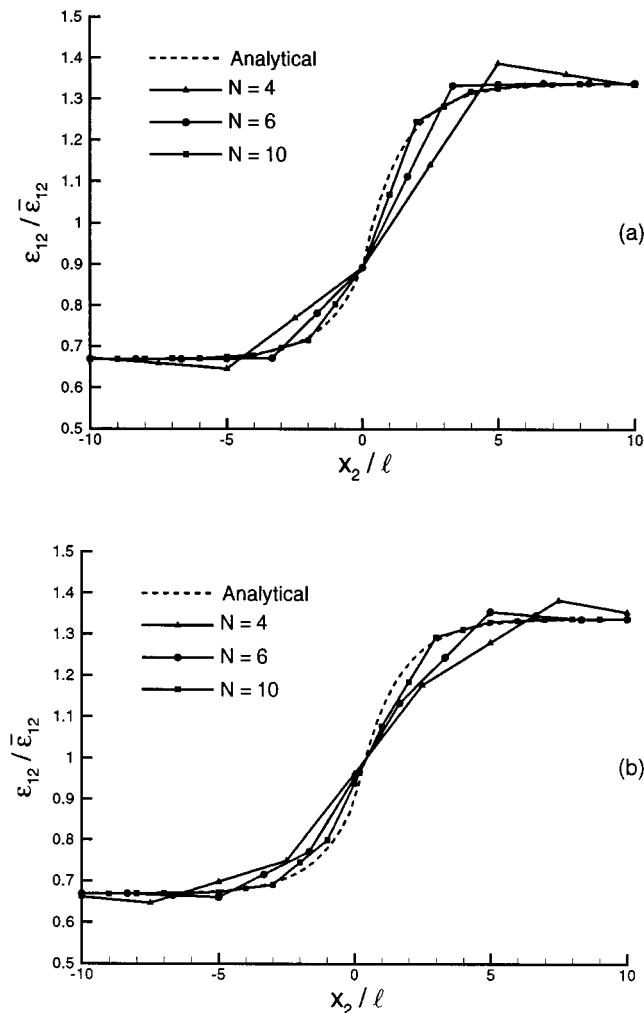 1.5
1.4
1.3
1.2
1.1
1
0.9
0.8
0.7
0.6
0.5
ε12 / ε̄12
Analytical
N = 4
N = 6
N = 10
(a)
-10 -5 0 5 10
x2 / ℓ
1.5
1.4
1.3
1.2
1.1
1
0.9
0.8
0.7
0.6
0.5
ε12 / ε̄12
Analytical
N = 4
N = 6
N = 10
(b)
-10 -5 0 5 10
x2 / ℓ